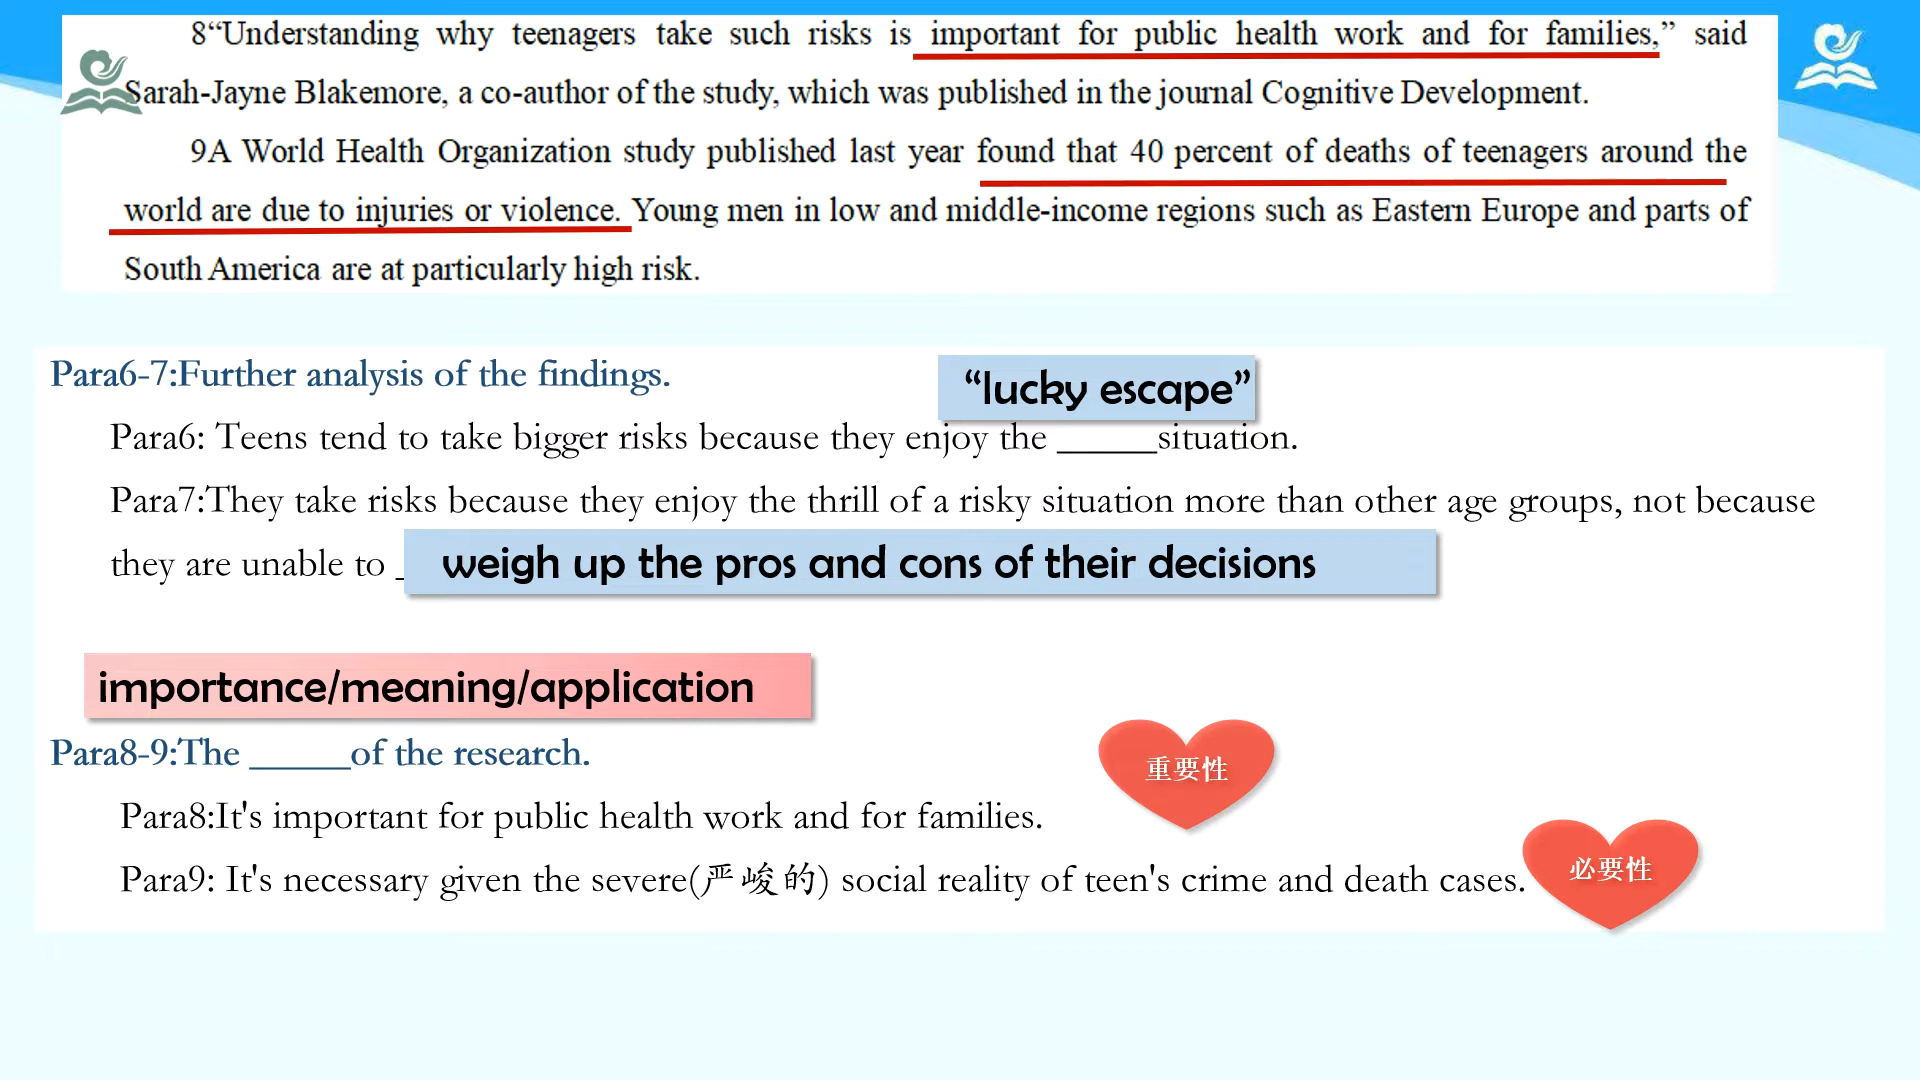 8“Understanding why teenagers take such risks is important for public health work and for families,” said
Sarah-Jayne Blakemore, a co-author of the study, which was published in the journal Cognitive Development.
9A World Health Organization study published last year found that 40 percent of deaths of teenagers around the
world are due to injuries or violence. Young men in low and middle-income regions such as Eastern Europe and parts of
South America are at particularly high risk.
Para6-7:Further analysis of the findings.
“lucky escape”
Para6: Teens tend to take bigger risks because they enjoy the _____situation.
Para7:They take risks because they enjoy the thrill of a risky situation more than other age groups, not because
they are unable to _ weigh up the pros and cons of their decisions
importance/meaning/application
Para8-9:The _____of the research.
重要性
Para8:It's important for public health work and for families.
Para9: It's necessary given the severe(严峻的) social reality of teen's crime and death cases.
必要性